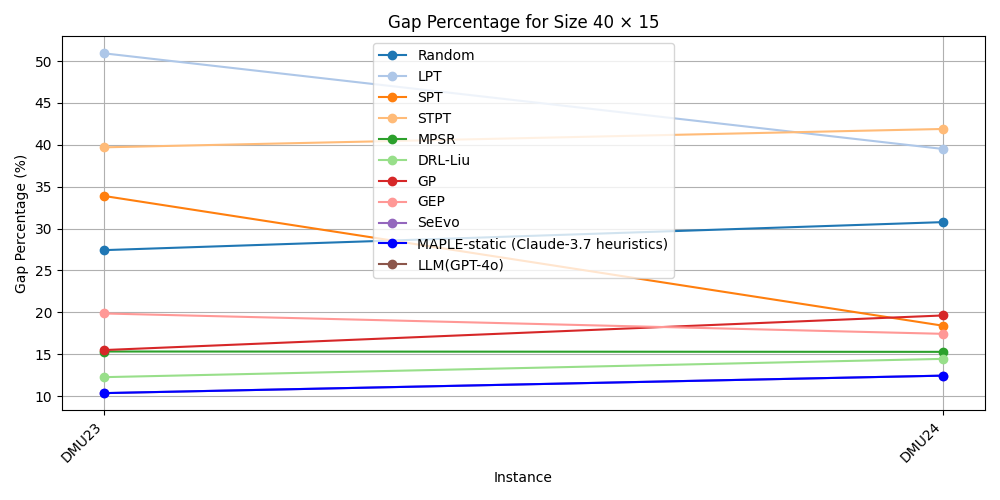 Gap Percentage for Size 40 × 15
Gap Percentage (%)
50
45
40
35
30
25
20
15
10
Random
LPT
SPT
STPT
MPSR
DRL-Liu
GP
GEP
SeEvo
MAPLE-static (Claude-3.7 heuristics)
LLM(GPT-4o)
DMU23
DMU24
Instance